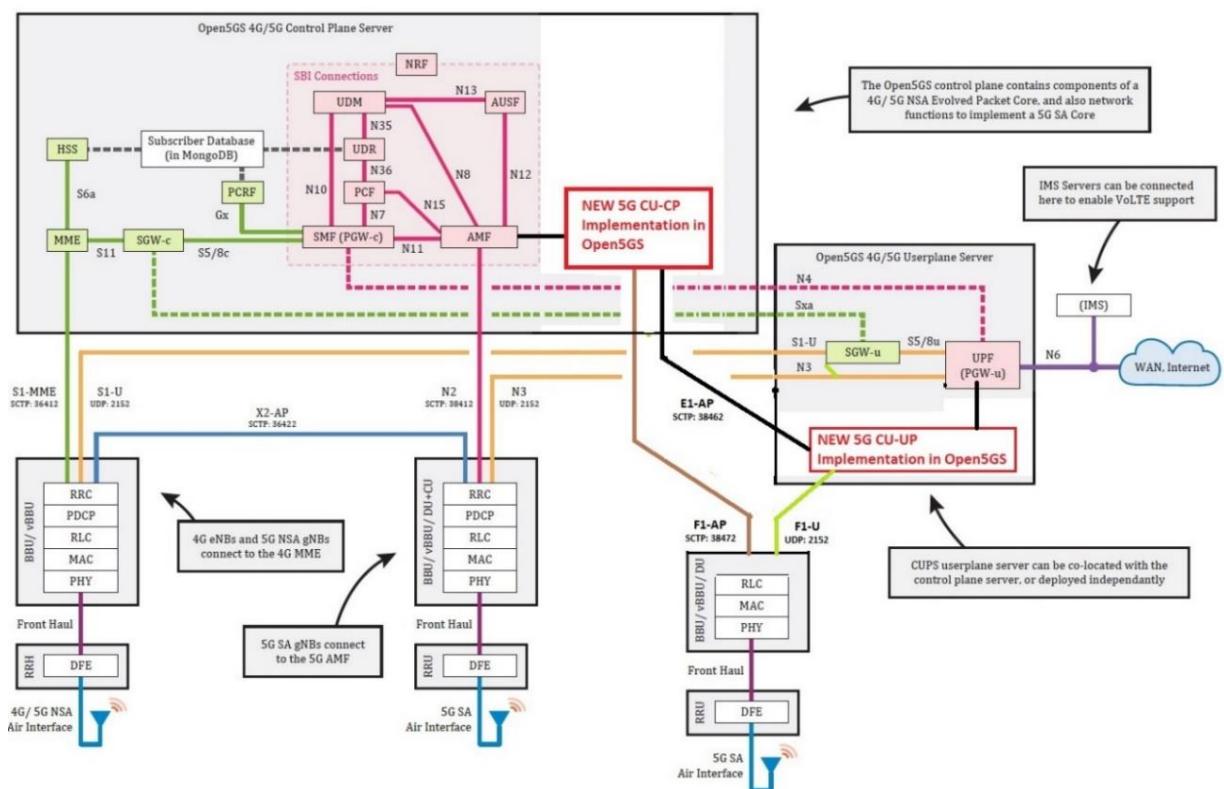 Open5GS 4G/5G Control Plane Server
NRF
SBI Connections
UDM
N13
AUSF
N35
HSS
Subscriber Database
(in MongoDB)
UDR
N36
N8
N12
N10
S6a
PCRF
PCF
N15
Gx
N7
MME
S11
SGW-c
S5/8c
SMF (PGW-c)
N11
AMF
NEW 5G CU-CP
Implementation in
Open5GS
The Open5GS control plane contains components of a
4G/ 5G NSA Evolved Packet Core, and also network
functions to implement a 5G SA Core
IMS Servers can be connected
here to enable VoLTE support
Open5GS 4G/5G Userplane Server
N4
Sxa
(IMS)
S1-U
SGW-u
S5/8u
N3
UPF
(PGW-u)
N6
WAN, Internet
S1-MME
SCTP: 36412
S1-U
UDP: 2152
X2-AP
SCTP: 36422
N2
SCTP: 38412
N3
UDP: 2152
E1-AP
SCTP: 38462
NEW 5G CU-UP
Implementation in Open5GS
BBU/ vBBU
RRC
PDCP
RLC
MAC
PHY
4G eNBs and 5G NSA gNBs
connect to the 4G MME
BBU/ vBBU/ DU+CU
RRC
PDCP
RLC
MAC
PHY
F1-AP
SCTP: 38472
F1-U
UDP: 2152
CUPS userplane server can be co-located with the
control plane server, or deployed independantly
BBU/ vBBU/ DU
RLC
MAC
PHY
Front Haul
5G SA gNBs connect
to the 5G AMF
Front Haul
RRH
DFE
RRU
DFE
Front Haul
RRU
DFE
4G/ 5G NSA
Air Interface
5G SA
Air Interface
5G SA
Air Interface